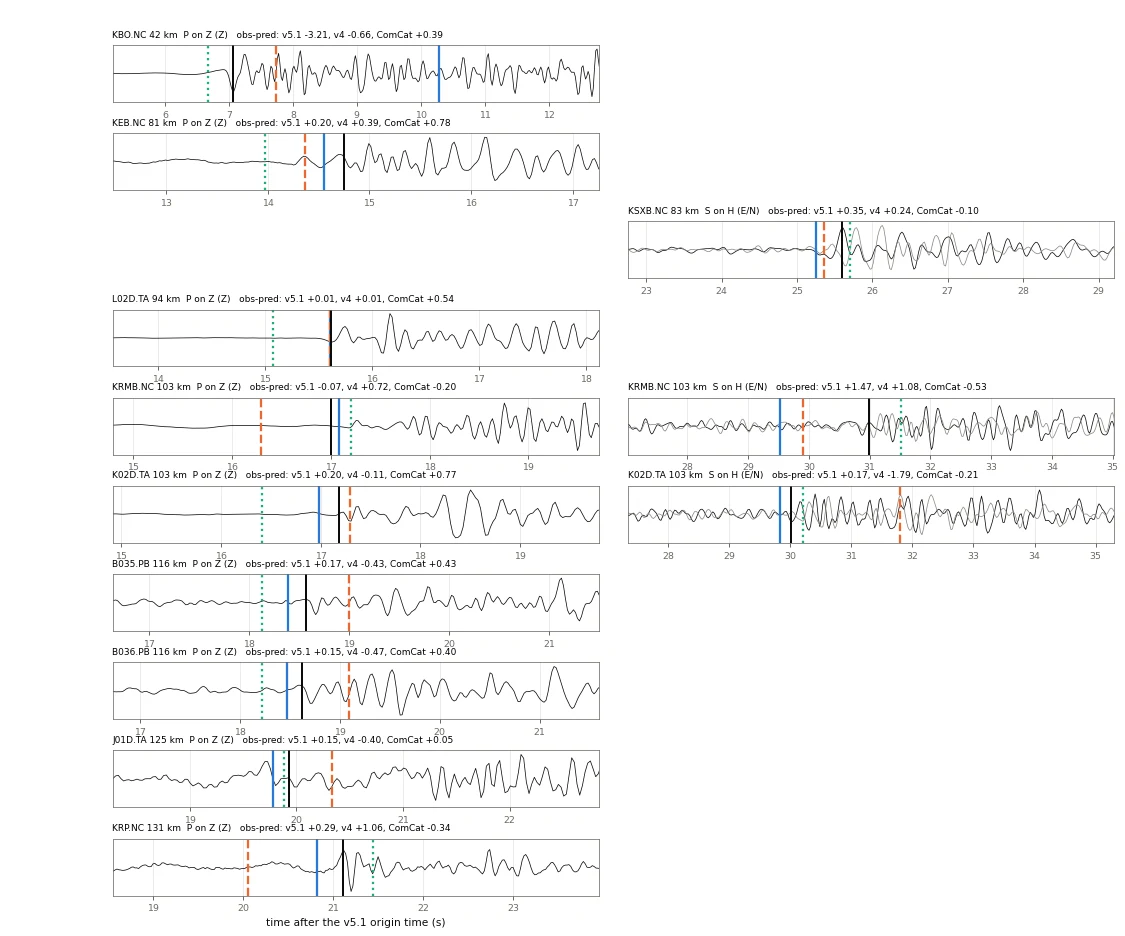 KBO.NC 42 km  P on Z (Z)   obs-pred: v5.1 -3.21, v4 -0.66, ComCat +0.39
6 7 8 9 10 11 12
KEB.NC 81 km  P on Z (Z)   obs-pred: v5.1 +0.20, v4 +0.39, ComCat +0.78
13 14 15 16 17
KSXB.NC 83 km  S on H (E/N)   obs-pred: v5.1 +0.35, v4 +0.24, ComCat -0.10
23 24 25 26 27 28 29
L02D.TA 94 km  P on Z (Z)   obs-pred: v5.1 +0.01, v4 +0.01, ComCat +0.54
14 15 16 17 18
KRMB.NC 103 km  P on Z (Z)   obs-pred: v5.1 -0.07, v4 +0.72, ComCat -0.20
15 16 17 18 19
KRMB.NC 103 km  S on H (E/N)   obs-pred: v5.1 +1.47, v4 +1.08, ComCat -0.53
28 29 30 31 32 33 34 35
K02D.TA 103 km  P on Z (Z)   obs-pred: v5.1 +0.20, v4 -0.11, ComCat +0.77
15 16 17 18 19
K02D.TA 103 km  S on H (E/N)   obs-pred: v5.1 +0.17, v4 -1.79, ComCat -0.21
28 29 30 31 32 33 34 35
B035.PB 116 km  P on Z (Z)   obs-pred: v5.1 +0.17, v4 -0.43, ComCat +0.43
17 18 19 20 21
B036.PB 116 km  P on Z (Z)   obs-pred: v5.1 +0.15, v4 -0.47, ComCat +0.40
17 18 19 20 21
J01D.TA 125 km  P on Z (Z)   obs-pred: v5.1 +0.15, v4 -0.40, ComCat +0.05
19 20 21 22
KRP.NC 131 km  P on Z (Z)   obs-pred: v5.1 +0.29, v4 +1.06, ComCat -0.34
19 20 21 22 23
time after the v5.1 origin time (s)